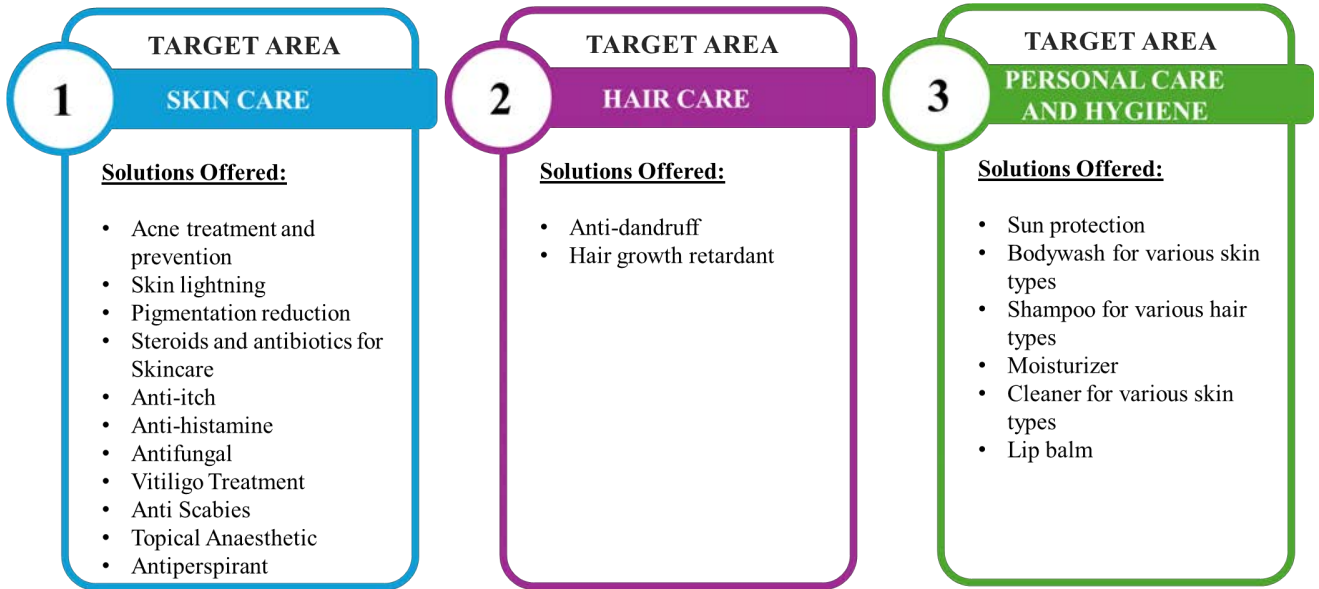 TARGET AREA
1
SKIN CARE
Solutions Offered:
• Acne treatment and
prevention
• Skin lightning
• Pigmentation reduction
• Steroids and antibiotics for
Skincare
• Anti-itch
• Anti-histamine
• Antifungal
• Vitiligo Treatment
• Anti Scabies
• Topical Anaesthetic
• Antiperspirant
TARGET AREA
2
HAIR CARE
Solutions Offered:
• Anti-dandruff
• Hair growth retardant
TARGET AREA
3
PERSONAL CARE
AND HYGIENE
Solutions Offered:
• Sun protection
• Bodywash for various skin
types
• Shampoo for various hair
types
• Moisturizer
• Cleaner for various skin
types
• Lip balm